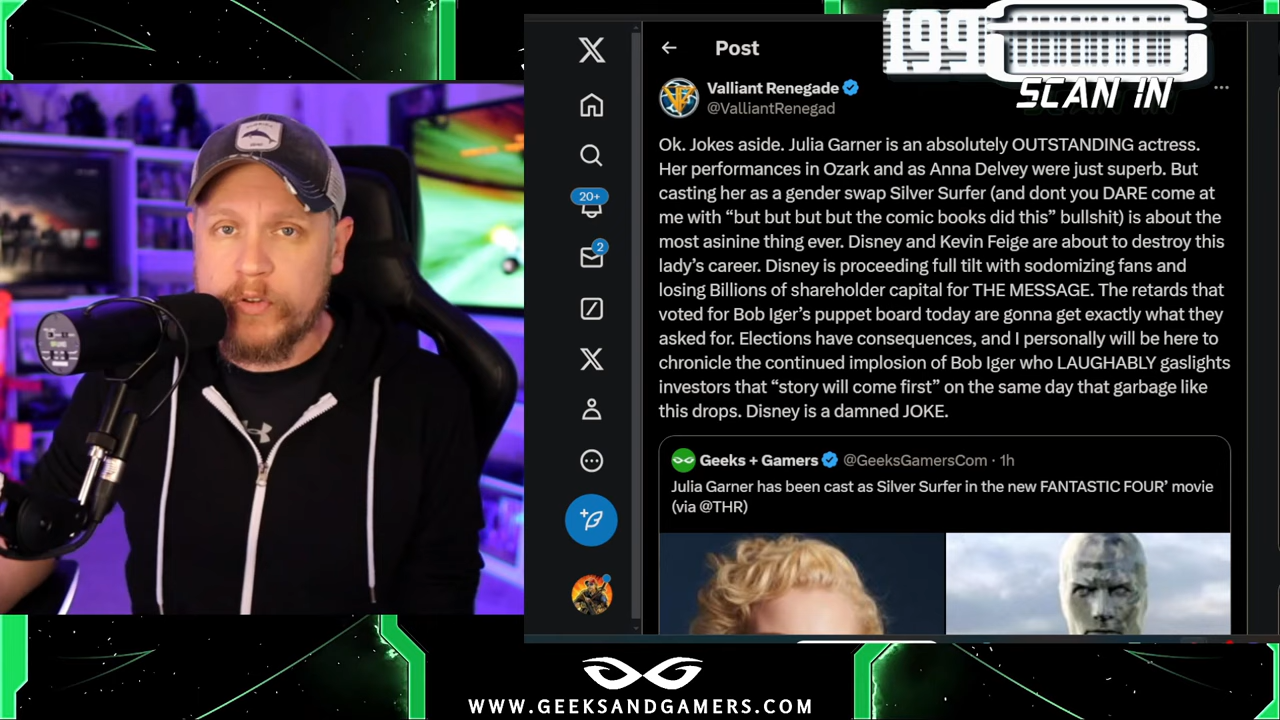 199
SCAN IN
Post
Valliant Renegade
@ValliantRenegad
Ok. Jokes aside. Julia Garner is an absolutely OUTSTANDING actress.
Her performances in Ozark and as Anna Delvey were just superb. But
casting her as a gender swap Silver Surfer (and dont you DARE come at
me with “but but but but the comic books did this” bullshit) is about the
most asinine thing ever. Disney and Kevin Feige are about to destroy this
lady’s career. Disney is proceeding full tilt with sodomizing fans and
losing Billions of shareholder capital for THE MESSAGE. The retards that
voted for Bob Iger’s puppet board today are gonna get exactly what they
asked for. Elections have consequences, and I personally will be here to
chronicle the continued implosion of Bob Iger who LAUGHABLY gaslights
investors that “story will come first” on the same day that garbage like
this drops. Disney is a damned JOKE.
20+
2
Geeks + Gamers @GeeksGamersCom · 1h
Julia Garner has been cast as Silver Surfer in the new FANTASTIC FOUR’ movie
(via @THR)
WWW.GEEKSANDGAMERS.COM